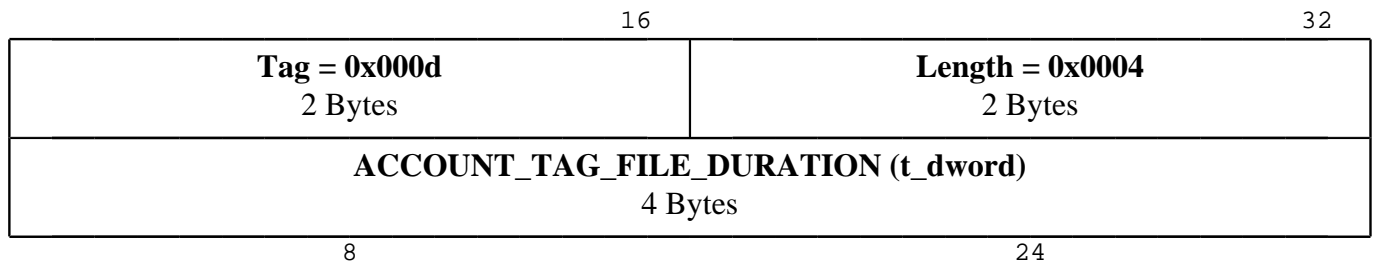 16 32
Tag = 0x000d Length = 0x0004
2 Bytes 2 Bytes
ACCOUNT_TAG_FILE_DURATION (t_dword)
4 Bytes
8 24